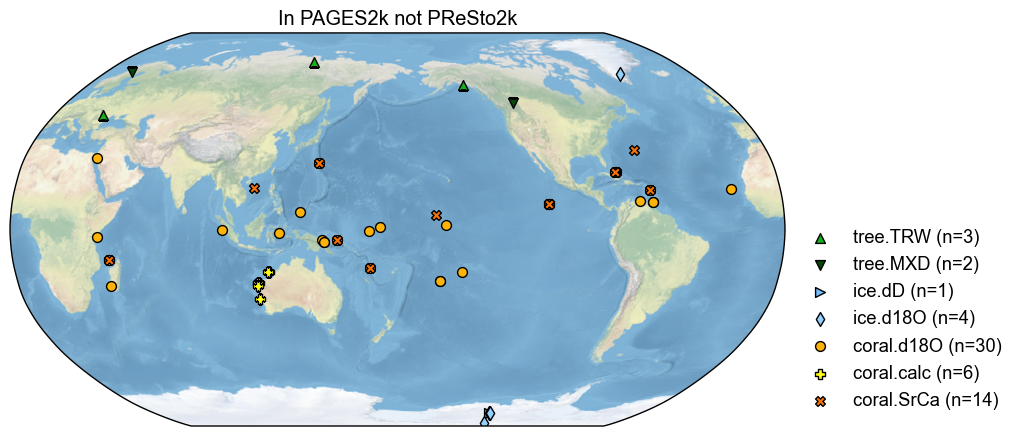 In PAGES2k not PReSto2k
tree.TRW (n=3)
tree.MXD (n=2)
ice.dD (n=1)
ice.d18O (n=4)
coral.d18O (n=30)
coral.calc (n=6)
coral.SrCa (n=14)